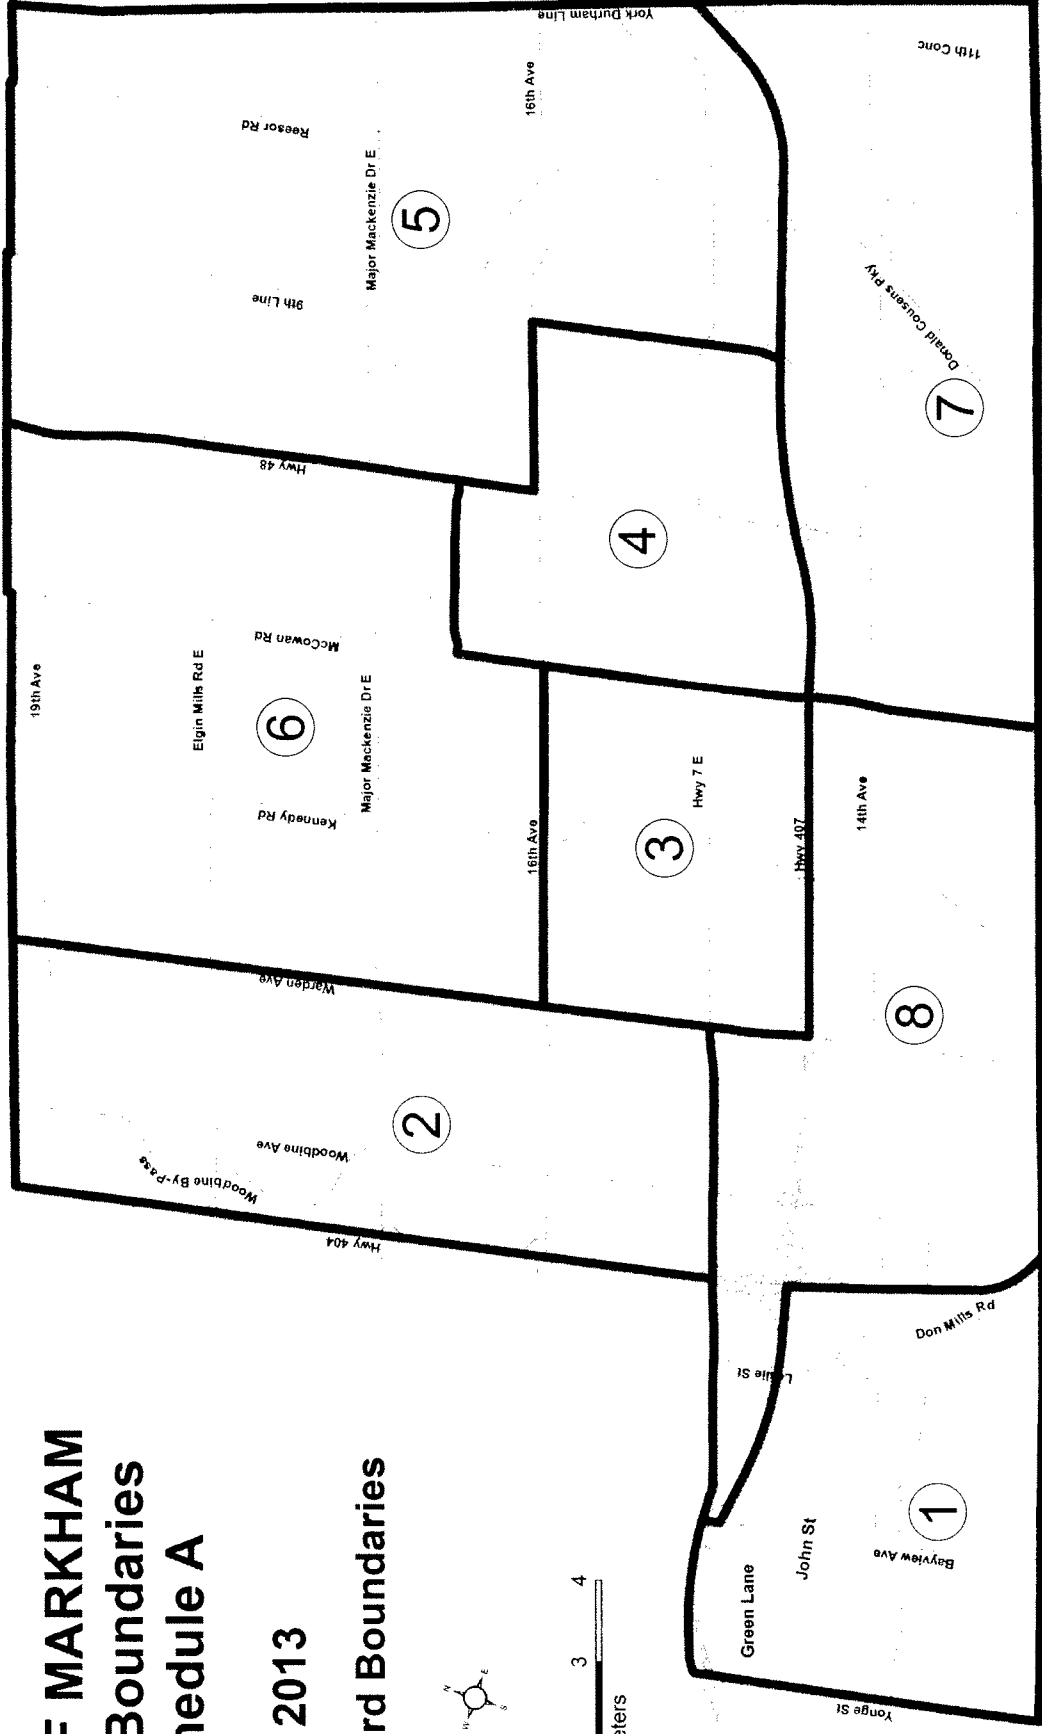 F MARKHAM
Boundaries
hedule A
2013
rd Boundaries
N
E
S
W
3 4
eters
19th Ave
Elgin Mills Rd E
Major Mackenzie Dr E
Major Mackenzie Dr E
16th Ave
16th Ave
Hwy 7 E
Hwy 407
14th Ave
Green Lane
John St
Yonge St
Bayview Ave
Leslie St
Don Mills Rd
Hwy 404
Woodbine By-Pass
Woodbine Ave
Warden Ave
Kennedy Rd
McCowan Rd
Hwy 48
9th Line
Reesor Rd
Donald Cousens Pky
11th Conc
York Durham Line
1
2
3
4
5
6
7
8